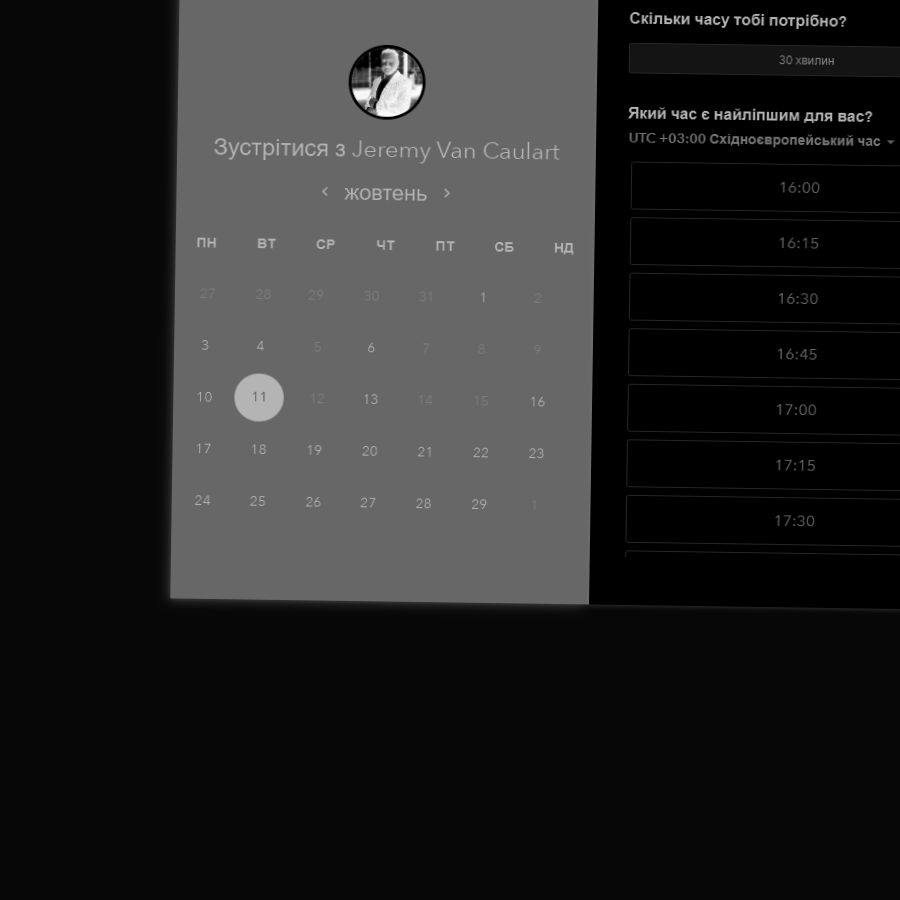 Зустрітися з Jeremy Van Caulart
жовтень
ПН ВТ СР ЧТ ПТ СБ НД
27 28 29 30 31 1 2
3 4 5 6 7 8 9
10 11 12 13 14 15 16
17 18 19 20 21 22 23
24 25 26 27 28 29 1
Скільки часу тобі потрібно?
30 хвилин
Який час є найліпшим для вас?
UTC +03:00 Східноєвропейський час
16:00
16:15
16:30
16:45
17:00
17:15
17:30